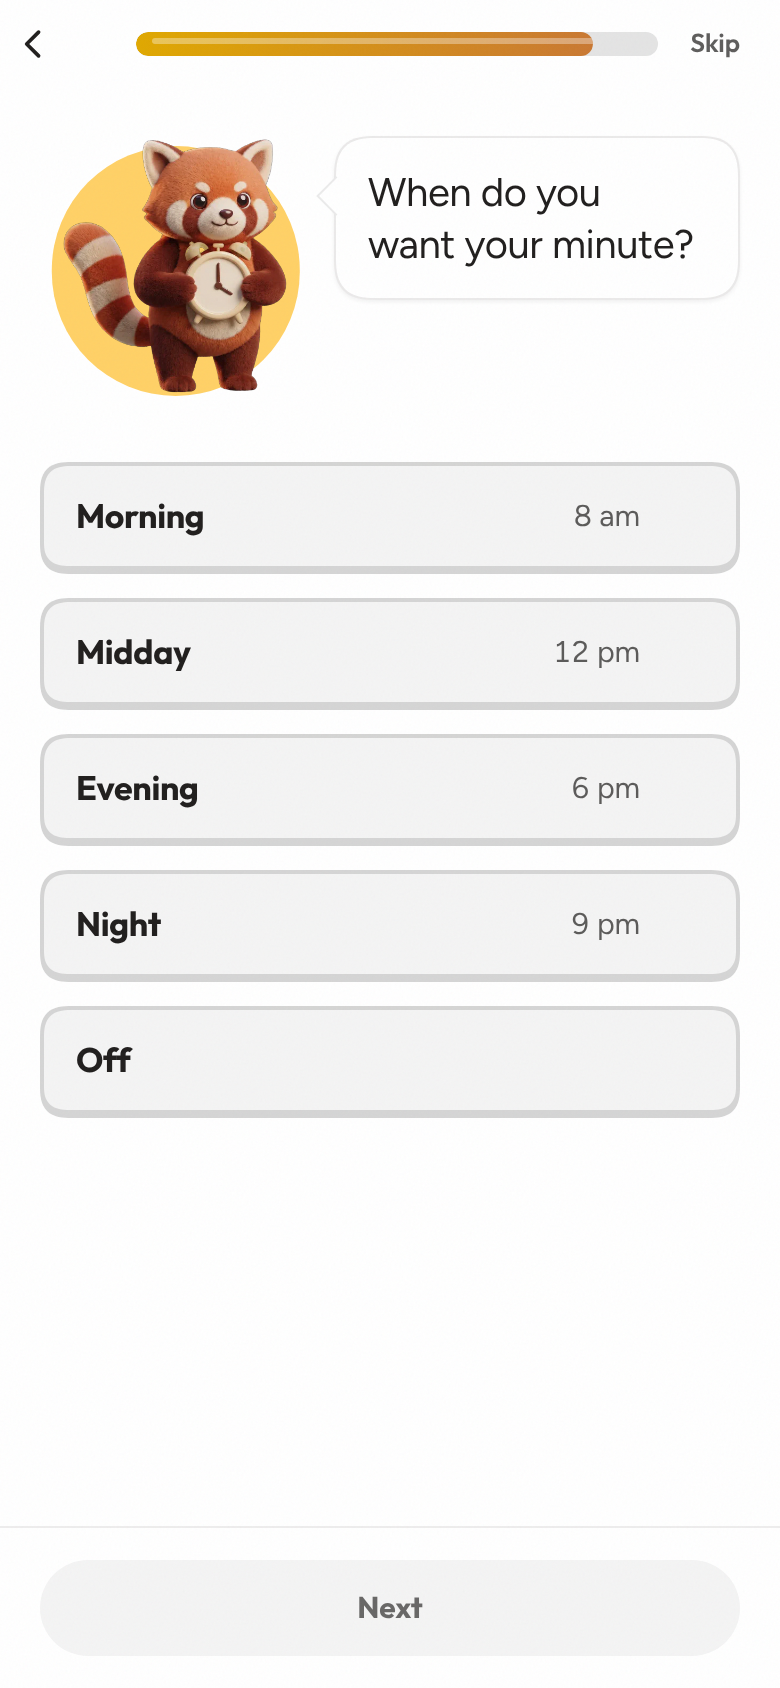 Skip
When do you
want your minute?
Morning 8 am
Midday 12 pm
Evening 6 pm
Night 9 pm
Off
Next